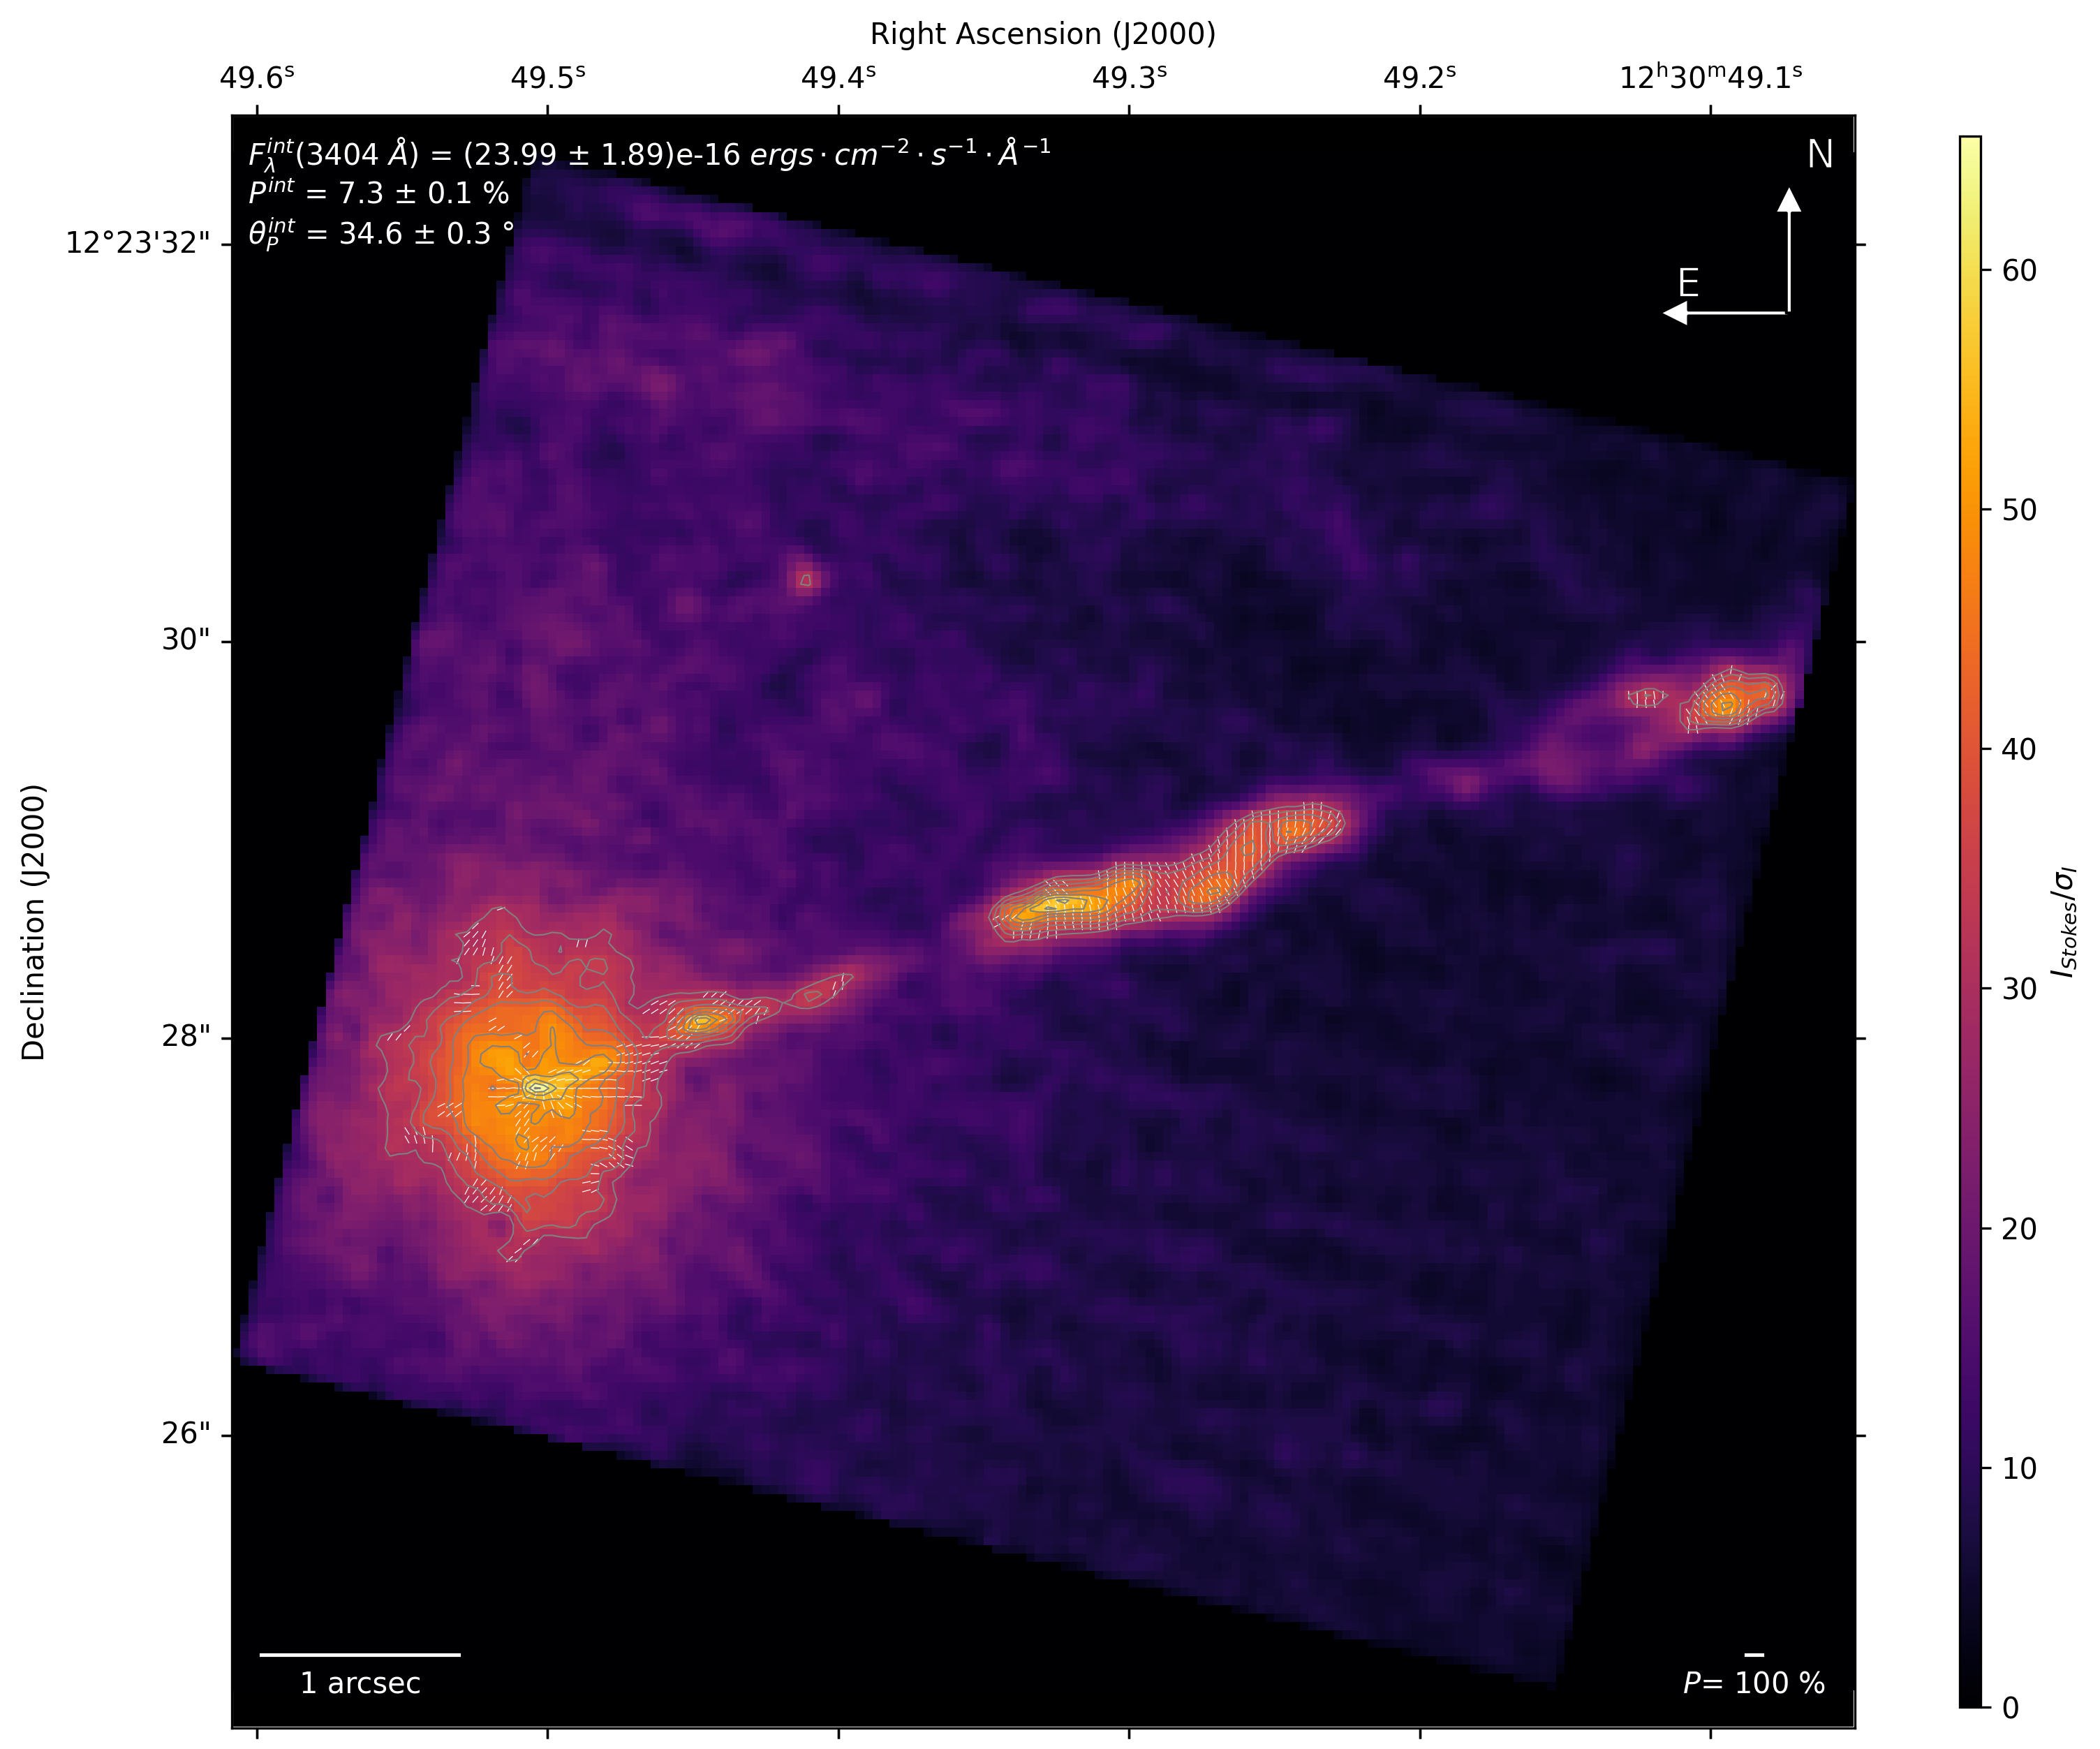 Right Ascension (J2000)
49.6ˢ 49.5ˢ 49.4ˢ 49.3ˢ 49.2ˢ 12ʰ30ᵐ49.1ˢ
F_λ^int(3404 Å) = (23.99 ± 1.89)e-16 ergs · cm⁻² · s⁻¹ · Å⁻¹
P^int = 7.3 ± 0.1 %
θ_P^int = 34.6 ± 0.3 °
N
E
12°23'32"
30"
28"
26"
Declination (J2000)
1 arcsec
P= 100 %
60
50
40
30
20
10
0
I_Stokes/σ_I